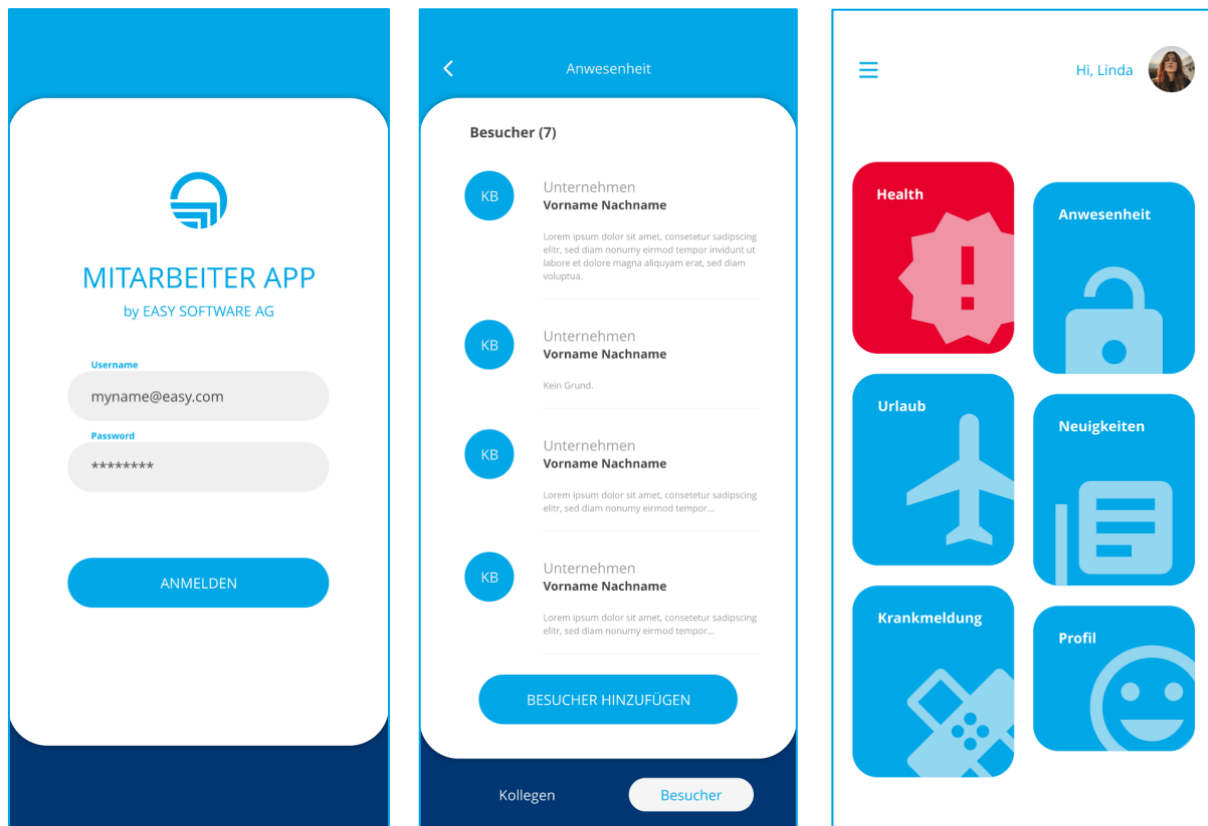 MITARBEITER APP
by EASY SOFTWARE AG
Username
myname@easy.com
Password
********
ANMELDEN
Anwesenheit
Besucher (7)
KB
Unternehmen
Vorname Nachname
Lorem ipsum dolor sit amet, consetetur sadipscing
elitr, sed diam nonumy eirmod tempor invidunt ut
labore et dolore magna aliquyam erat, sed diam
voluptua.
KB
Unternehmen
Vorname Nachname
Kein Grund.
KB
Unternehmen
Vorname Nachname
Lorem ipsum dolor sit amet, consetetur sadipscing
elitr, sed diam nonumy eirmod tempor...
KB
Unternehmen
Vorname Nachname
Lorem ipsum dolor sit amet, consetetur sadipscing
elitr, sed diam nonumy eirmod tempor...
BESUCHER HINZUFÜGEN
Kollegen
Besucher
Hi, Linda
Health
Anwesenheit
Urlaub
Neuigkeiten
Krankmeldung
Profil